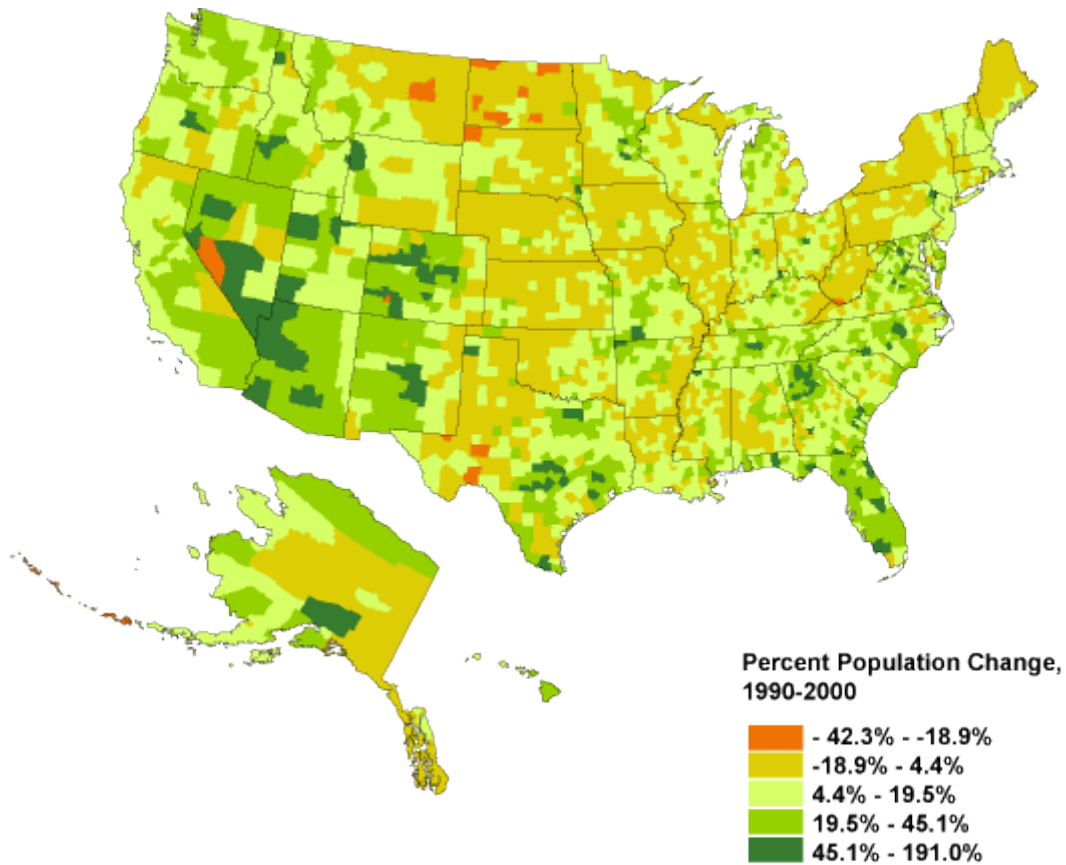 Percent Population Change,
1990-2000
- 42.3% - -18.9%
-18.9% - 4.4%
4.4% - 19.5%
19.5% - 45.1%
45.1% - 191.0%